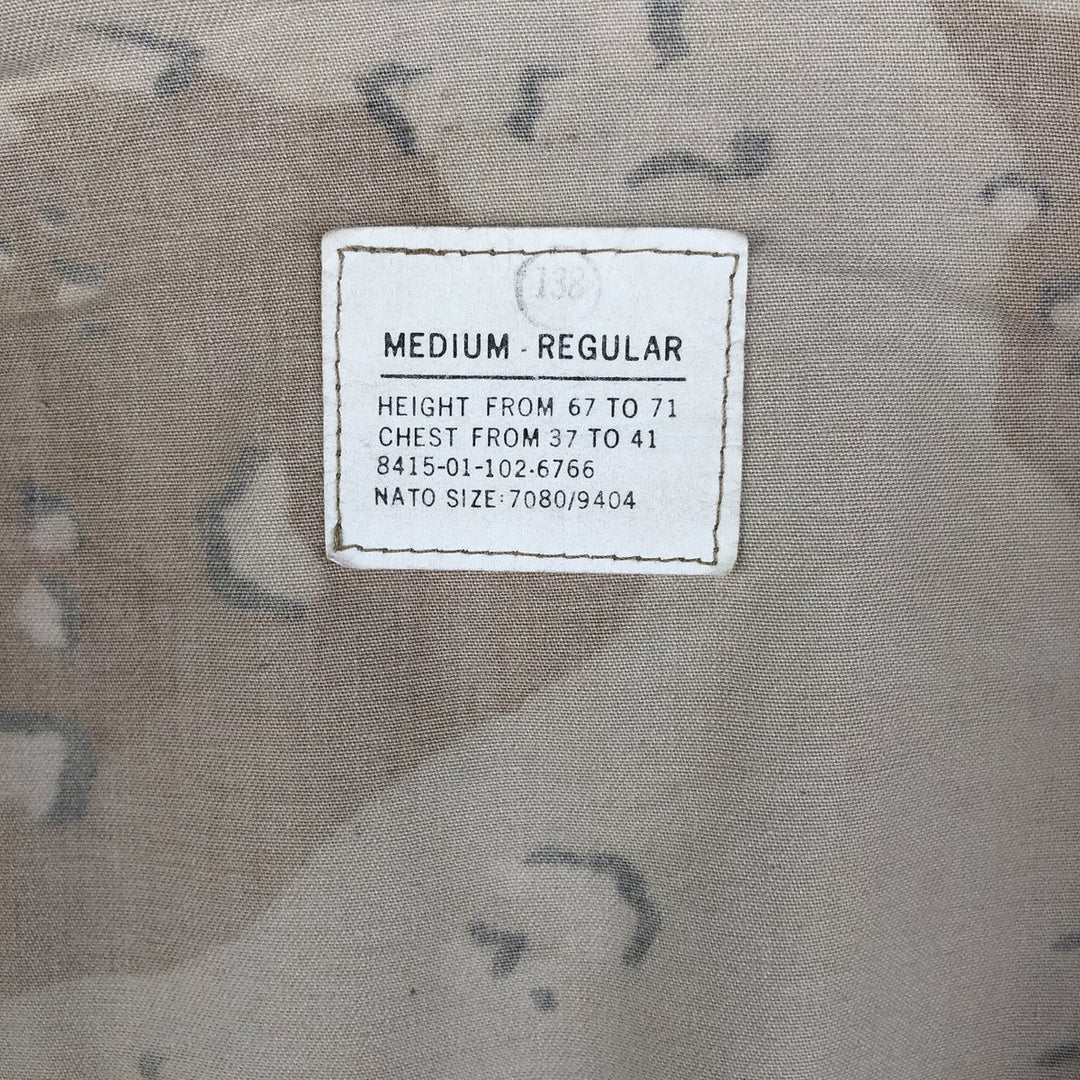 138
MEDIUM - REGULAR
HEIGHT FROM 67 TO 71
CHEST FROM 37 TO 41
8415-01-102-6766
NATO SIZE: 7080/9404